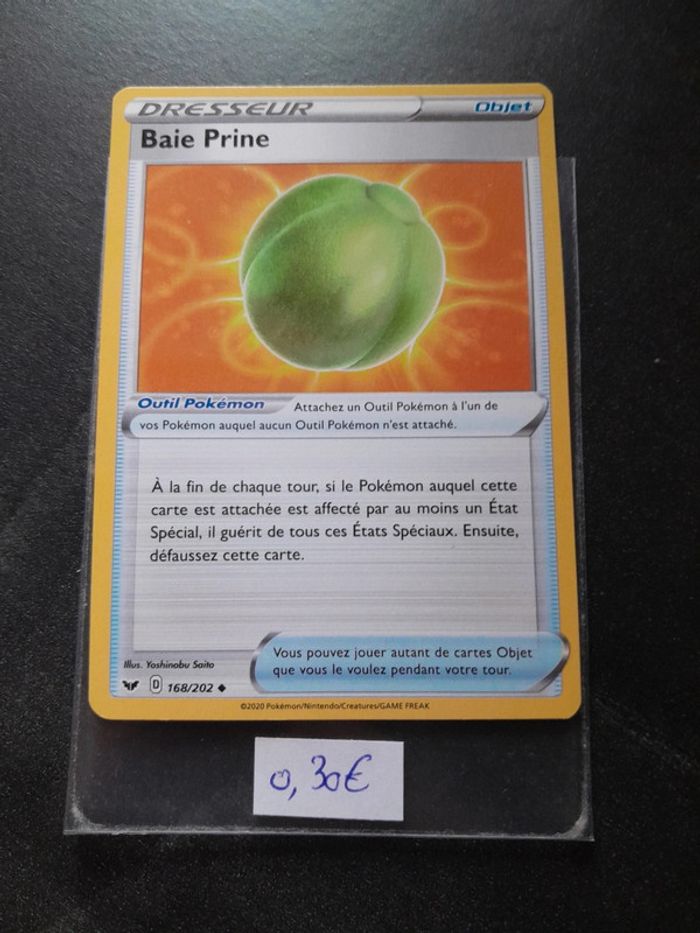 DRESSEUR Objet
Baie Prine
Outil Pokémon Attachez un Outil Pokémon à l'un de
vos Pokémon auquel aucun Outil Pokémon n'est attaché.
À la fin de chaque tour, si le Pokémon auquel cette
carte est attachée est affecté par au moins un État
Spécial, il guérit de tous ces États Spéciaux. Ensuite,
défaussez cette carte.
Vous pouvez jouer autant de cartes Objet
que vous le voulez pendant votre tour.
Illus. Yoshinobu Saito
D 168/202
©2020 Pokémon/Nintendo/Creatures/GAME FREAK
0,30€